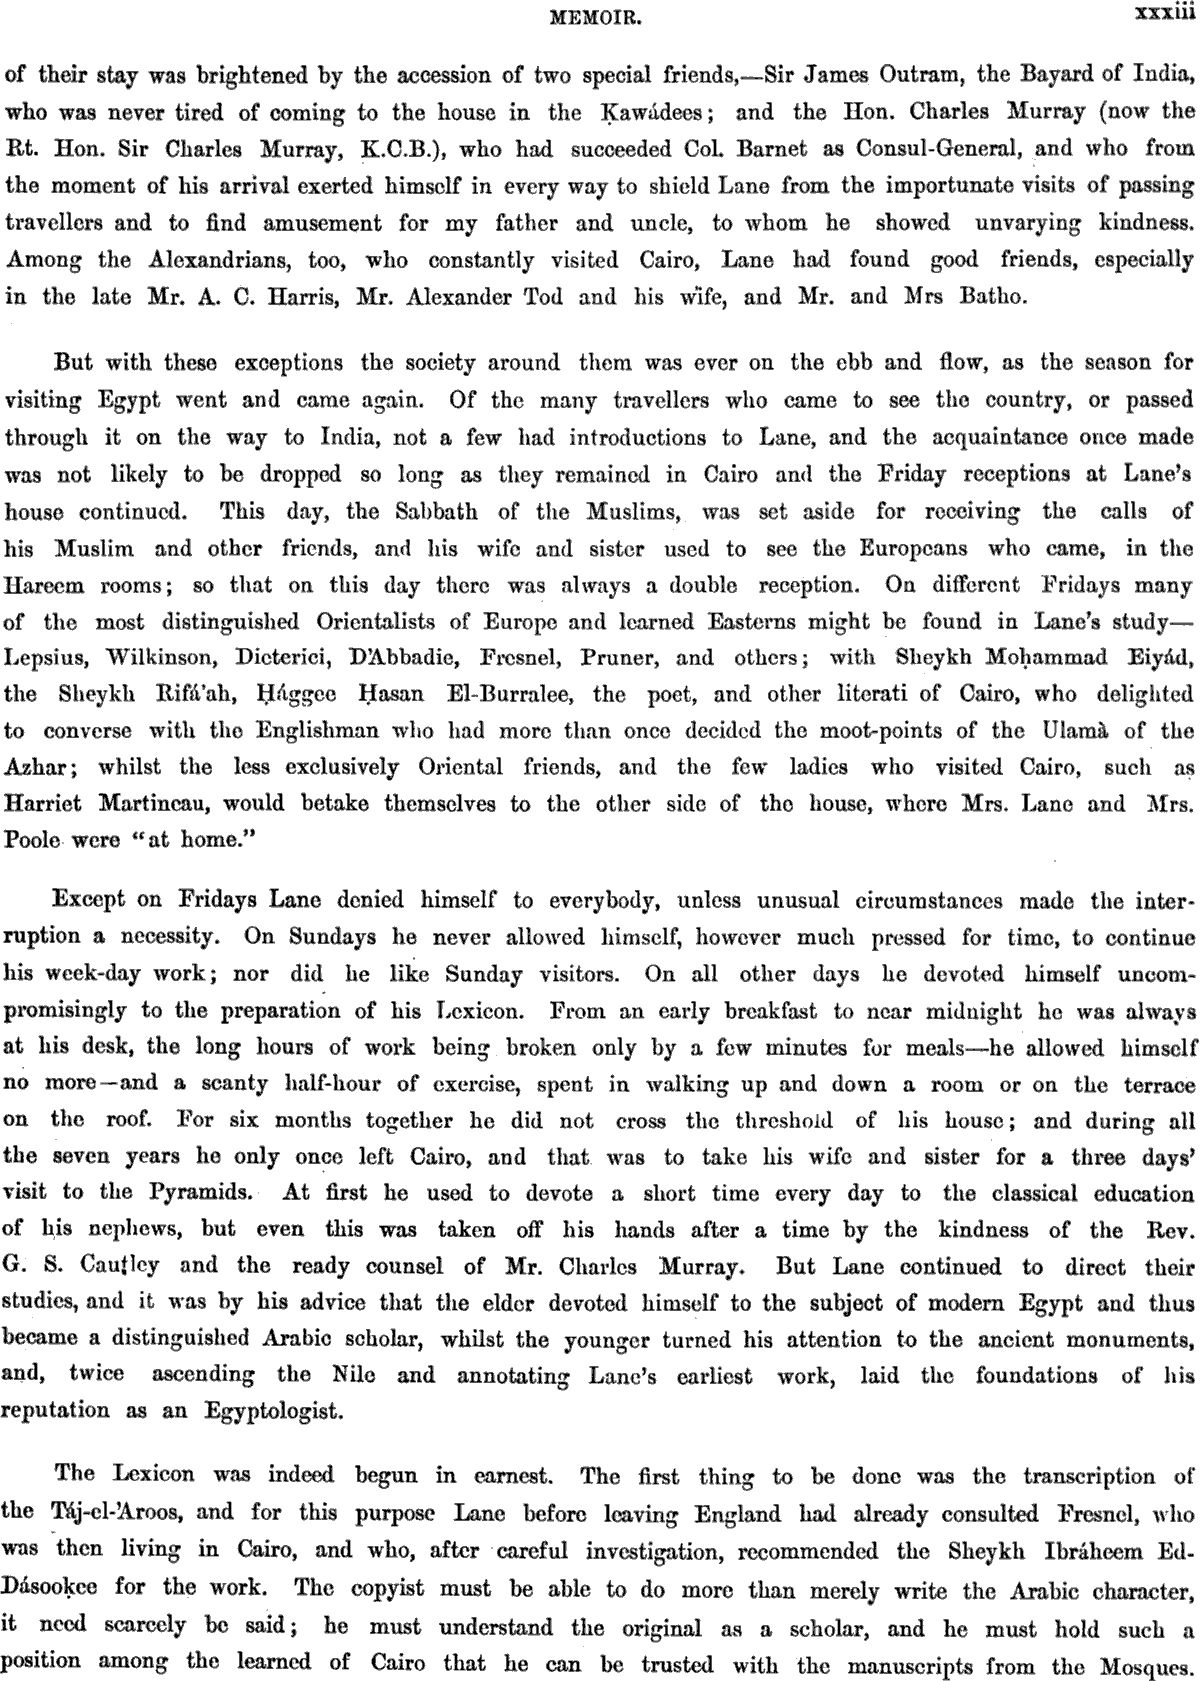 MEMOIR. xxxiii
of their stay was brightened by the accession of two special friends,—Sir James Outram, the Bayard of India,
who was never tired of coming to the house in the Ḳawádees; and the Hon. Charles Murray (now the
Rt. Hon. Sir Charles Murray, K.C.B.), who had succeeded Col. Barnet as Consul-General, and who from
the moment of his arrival exerted himself in every way to shield Lane from the importunate visits of passing
travellers and to find amusement for my father and uncle, to whom he showed unvarying kindness.
Among the Alexandrians, too, who constantly visited Cairo, Lane had found good friends, especially
in the late Mr. A. C. Harris, Mr. Alexander Tod and his wife, and Mr. and Mrs Batho.
But with these exceptions the society around them was ever on the ebb and flow, as the season for
visiting Egypt went and came again. Of the many travellers who came to see the country, or passed
through it on the way to India, not a few had introductions to Lane, and the acquaintance once made
was not likely to be dropped so long as they remained in Cairo and the Friday receptions at Lane's
house continued. This day, the Sabbath of the Muslims, was set aside for receiving the calls of
his Muslim and other friends, and his wife and sister used to see the Europeans who came, in the
Hareem rooms; so that on this day there was always a double reception. On different Fridays many
of the most distinguished Orientalists of Europe and learned Easterns might be found in Lane's study—
Lepsius, Wilkinson, Dieterici, D'Abbadie, Fresnel, Pruner, and others; with Sheykh Moḥammad Eiyád,
the Sheykh Rifá'ah, Ḥággee Ḥasan El-Burralee, the poet, and other literati of Cairo, who delighted
to converse with the Englishman who had more than once decided the moot-points of the Ulamà of the
Azhar; whilst the less exclusively Oriental friends, and the few ladies who visited Cairo, such as
Harriet Martineau, would betake themselves to the other side of the house, where Mrs. Lane and Mrs.
Poole were "at home."
Except on Fridays Lane denied himself to everybody, unless unusual circumstances made the inter-
ruption a necessity. On Sundays he never allowed himself, however much pressed for time, to continue
his week-day work; nor did he like Sunday visitors. On all other days he devoted himself uncom-
promisingly to the preparation of his Lexicon. From an early breakfast to near midnight he was always
at his desk, the long hours of work being broken only by a few minutes for meals—he allowed himself
no more—and a scanty half-hour of exercise, spent in walking up and down a room or on the terrace
on the roof. For six months together he did not cross the threshold of his house; and during all
the seven years he only once left Cairo, and that was to take his wife and sister for a three days'
visit to the Pyramids. At first he used to devote a short time every day to the classical education
of his nephews, but even this was taken off his hands after a time by the kindness of the Rev.
G. S. Cautley and the ready counsel of Mr. Charles Murray. But Lane continued to direct their
studies, and it was by his advice that the elder devoted himself to the subject of modern Egypt and thus
became a distinguished Arabic scholar, whilst the younger turned his attention to the ancient monuments,
and, twice ascending the Nile and annotating Lane's earliest work, laid the foundations of his
reputation as an Egyptologist.
The Lexicon was indeed begun in earnest. The first thing to be done was the transcription of
the Táj-el-'Aroos, and for this purpose Lane before leaving England had already consulted Fresnel, who
was then living in Cairo, and who, after careful investigation, recommended the Sheykh Ibráheem Ed-
Dásooḳee for the work. The copyist must be able to do more than merely write the Arabic character,
it need scarcely be said; he must understand the original as a scholar, and he must hold such a
position among the learned of Cairo that he can be trusted with the manuscripts from the Mosques.